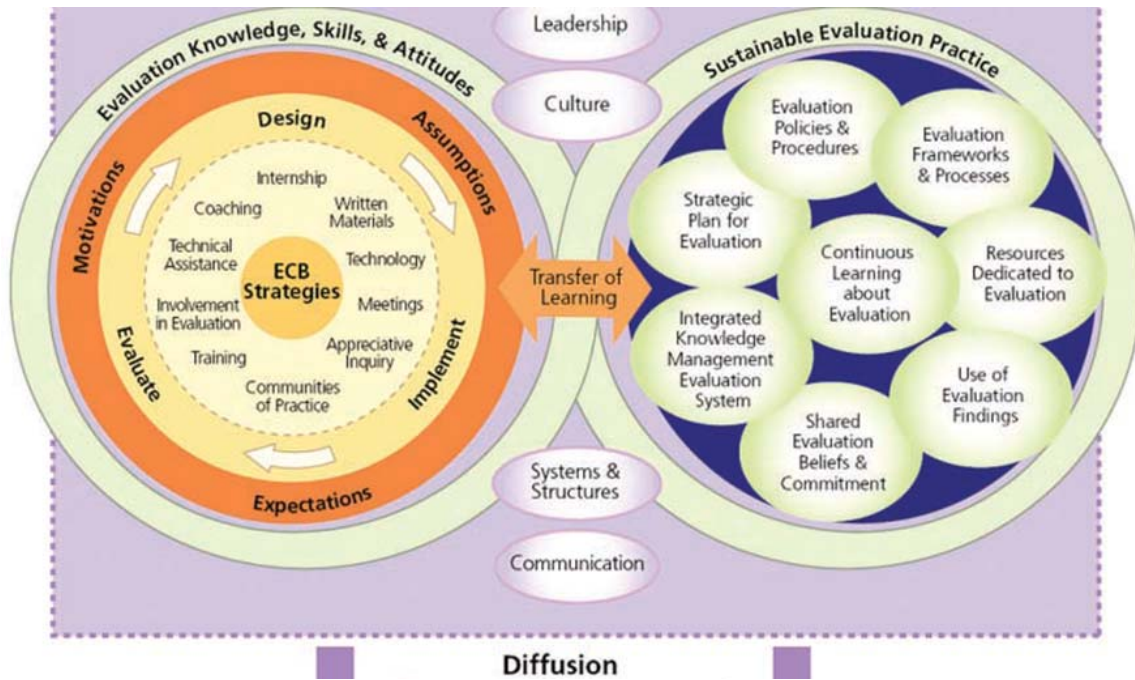 Leadership
Culture
Evaluation Knowledge, Skills, & Attitudes
Motivations
Assumptions
Expectations
Design
Implement
Evaluate
Internship
Coaching
Written
Materials
Technical
Assistance
Technology
ECB
Strategies
Involvement
in Evaluation
Meetings
Training
Appreciative
Inquiry
Communities
of Practice
Transfer of
Learning
Sustainable Evaluation Practice
Evaluation
Policies &
Procedures
Evaluation
Frameworks
& Processes
Strategic
Plan for
Evaluation
Continuous
Learning
about
Evaluation
Resources
Dedicated to
Evaluation
Integrated
Knowledge
Management
Evaluation
System
Use of
Evaluation
Findings
Shared
Evaluation
Beliefs &
Commitment
Systems &
Structures
Communication
Diffusion